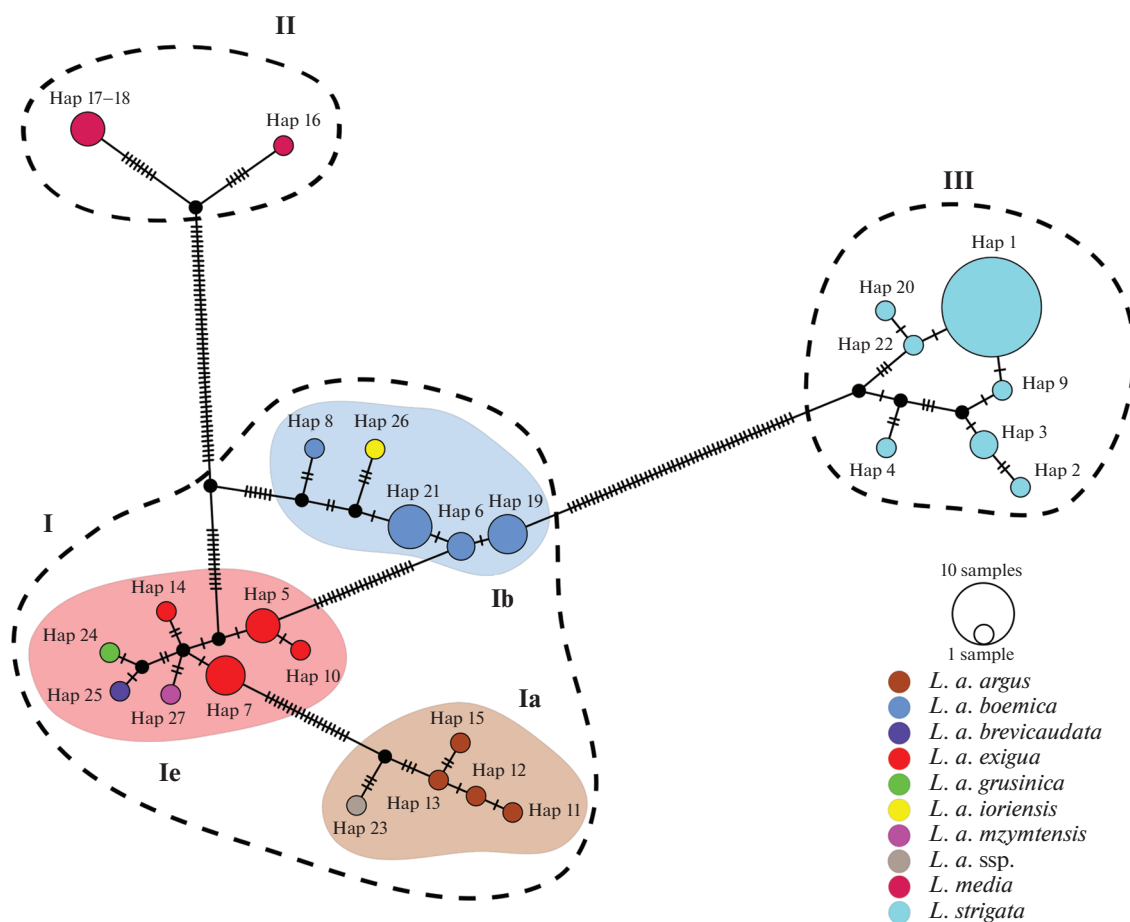 II
Hap 17–18
Hap 16
III
Hap 1
Hap 20
Hap 22
Hap 9
Hap 3
Hap 4
Hap 2
Hap 8
Hap 26
Hap 21
Hap 19
Hap 6
I
Ib
Hap 14
Hap 5
Hap 24
Hap 10
Hap 25
Hap 27
Hap 7
Ie
Ia
Hap 15
Hap 12
Hap 13
Hap 11
Hap 23
10 samples
1 sample
L. a. argus
L. a. boemica
L. a. brevicaudata
L. a. exigua
L. a. grusinica
L. a. ioriensis
L. a. mzymtensis
L. a. ssp.
L. media
L. strigata